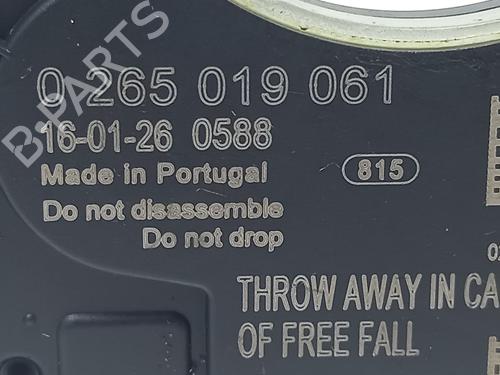 0 265 019 061
16-01-26 0588
Made in Portugal
815
Do not disassemble
Do not drop
THROW AWAY IN CA
OF FREE FALL